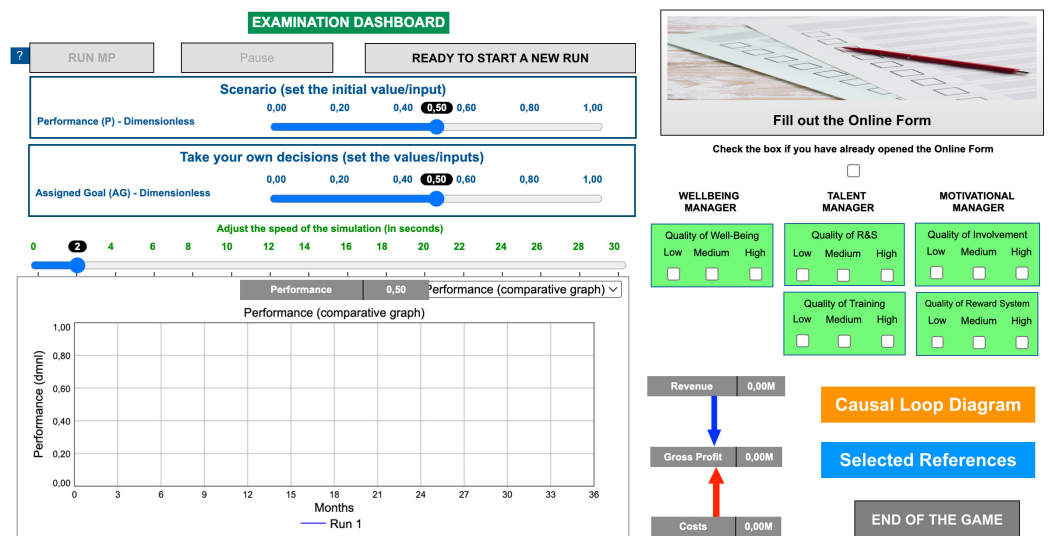 EXAMINATION DASHBOARD
?
RUN MP
Pause
READY TO START A NEW RUN
Scenario (set the initial value/input)
0,00 0,20 0,40 0,50 0,60 0,80 1,00
Performance (P) - Dimensionless
Take your own decisions (set the values/inputs)
0,00 0,20 0,40 0,50 0,60 0,80 1,00
Assigned Goal (AG) - Dimensionless
Adjust the speed of the simulation (in seconds)
0 2 4 6 8 10 12 14 16 18 20 22 24 26 28 30
Performance 0,50 Performance (comparative graph)
Performance (comparative graph)
Performance (dmnl)
1,00
0,80
0,60
0,40
0,20
0,00
0 3 6 9 12 15 18 21 24 27 30 33 36
Months
Run 1
Fill out the Online Form
Check the box if you have already opened the Online Form
WELLBEING
MANAGER
Quality of Well-Being
Low Medium High
TALENT
MANAGER
Quality of R&S
Low Medium High
Quality of Training
Low Medium High
MOTIVATIONAL
MANAGER
Quality of Involvement
Low Medium High
Quality of Reward System
Low Medium High
Revenue 0,00M
Gross Profit 0,00M
Costs 0,00M
Causal Loop Diagram
Selected References
END OF THE GAME